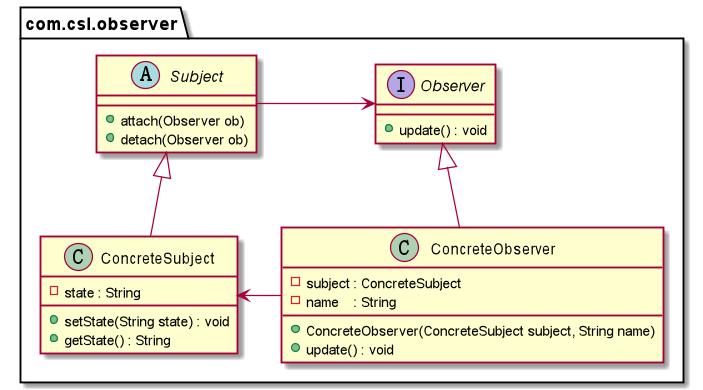 com.csl.observer
A Subject
attach(Observer ob)
detach(Observer ob)
I Observer
update() : void
C ConcreteSubject
state : String
setState(String state) : void
getState() : String
C ConcreteObserver
subject : ConcreteSubject
name : String
ConcreteObserver(ConcreteSubject subject, String name)
update() : void